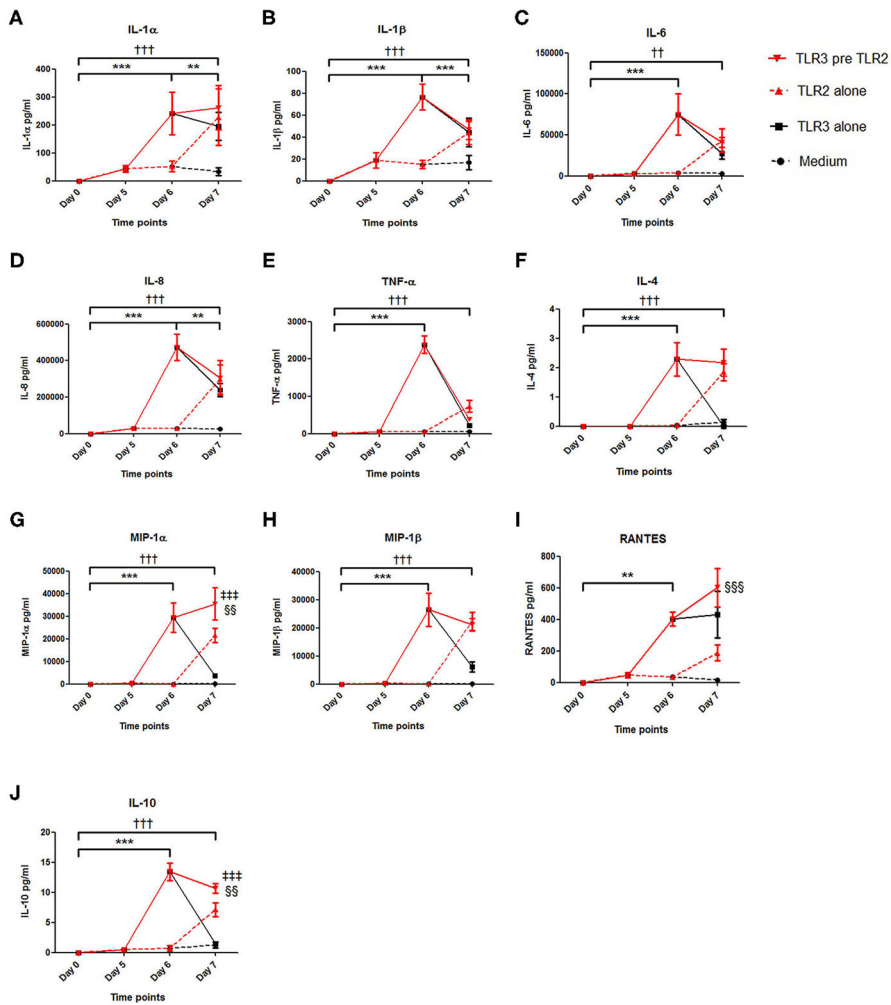 A
IL-1α
†††
***
**
IL-1α pg/ml
400
300
200
100
0
Day 0
Day 5
Day 6
Day 7
Time points
B
IL-1β
†††
***
***
IL-1β pg/ml
100
80
60
40
20
0
Day 0
Day 5
Day 6
Day 7
Time points
C
IL-6
††
***
IL-6 pg/ml
150000
100000
50000
0
Day 0
Day 5
Day 6
Day 7
Time points
TLR3 pre TLR2
TLR2 alone
TLR3 alone
Medium
D
IL-8
†††
***
**
IL-8 pg/ml
600000
400000
200000
0
Day 0
Day 5
Day 6
Day 7
Time points
E
TNF-α
†††
***
TNF-α pg/ml
3000
2000
1000
0
Day 0
Day 5
Day 6
Day 7
Time points
F
IL-4
†††
***
IL-4 pg/ml
4
3
2
1
0
Day 0
Day 5
Day 6
Day 7
Time points
G
MIP-1α
†††
***
‡‡‡
§§
MIP-1α pg/ml
50000
40000
30000
20000
10000
0
Day 0
Day 5
Day 6
Day 7
Time points
H
MIP-1β
†††
***
MIP-1β pg/ml
40000
30000
20000
10000
0
Day 0
Day 5
Day 6
Day 7
Time points
I
RANTES
**
§§§
RANTES pg/ml
800
600
400
200
0
Day 0
Day 5
Day 6
Day 7
Time points
J
IL-10
†††
***
‡‡‡
§§
IL-10 pg/ml
20
15
10
5
0
Day 0
Day 5
Day 6
Day 7
Time points